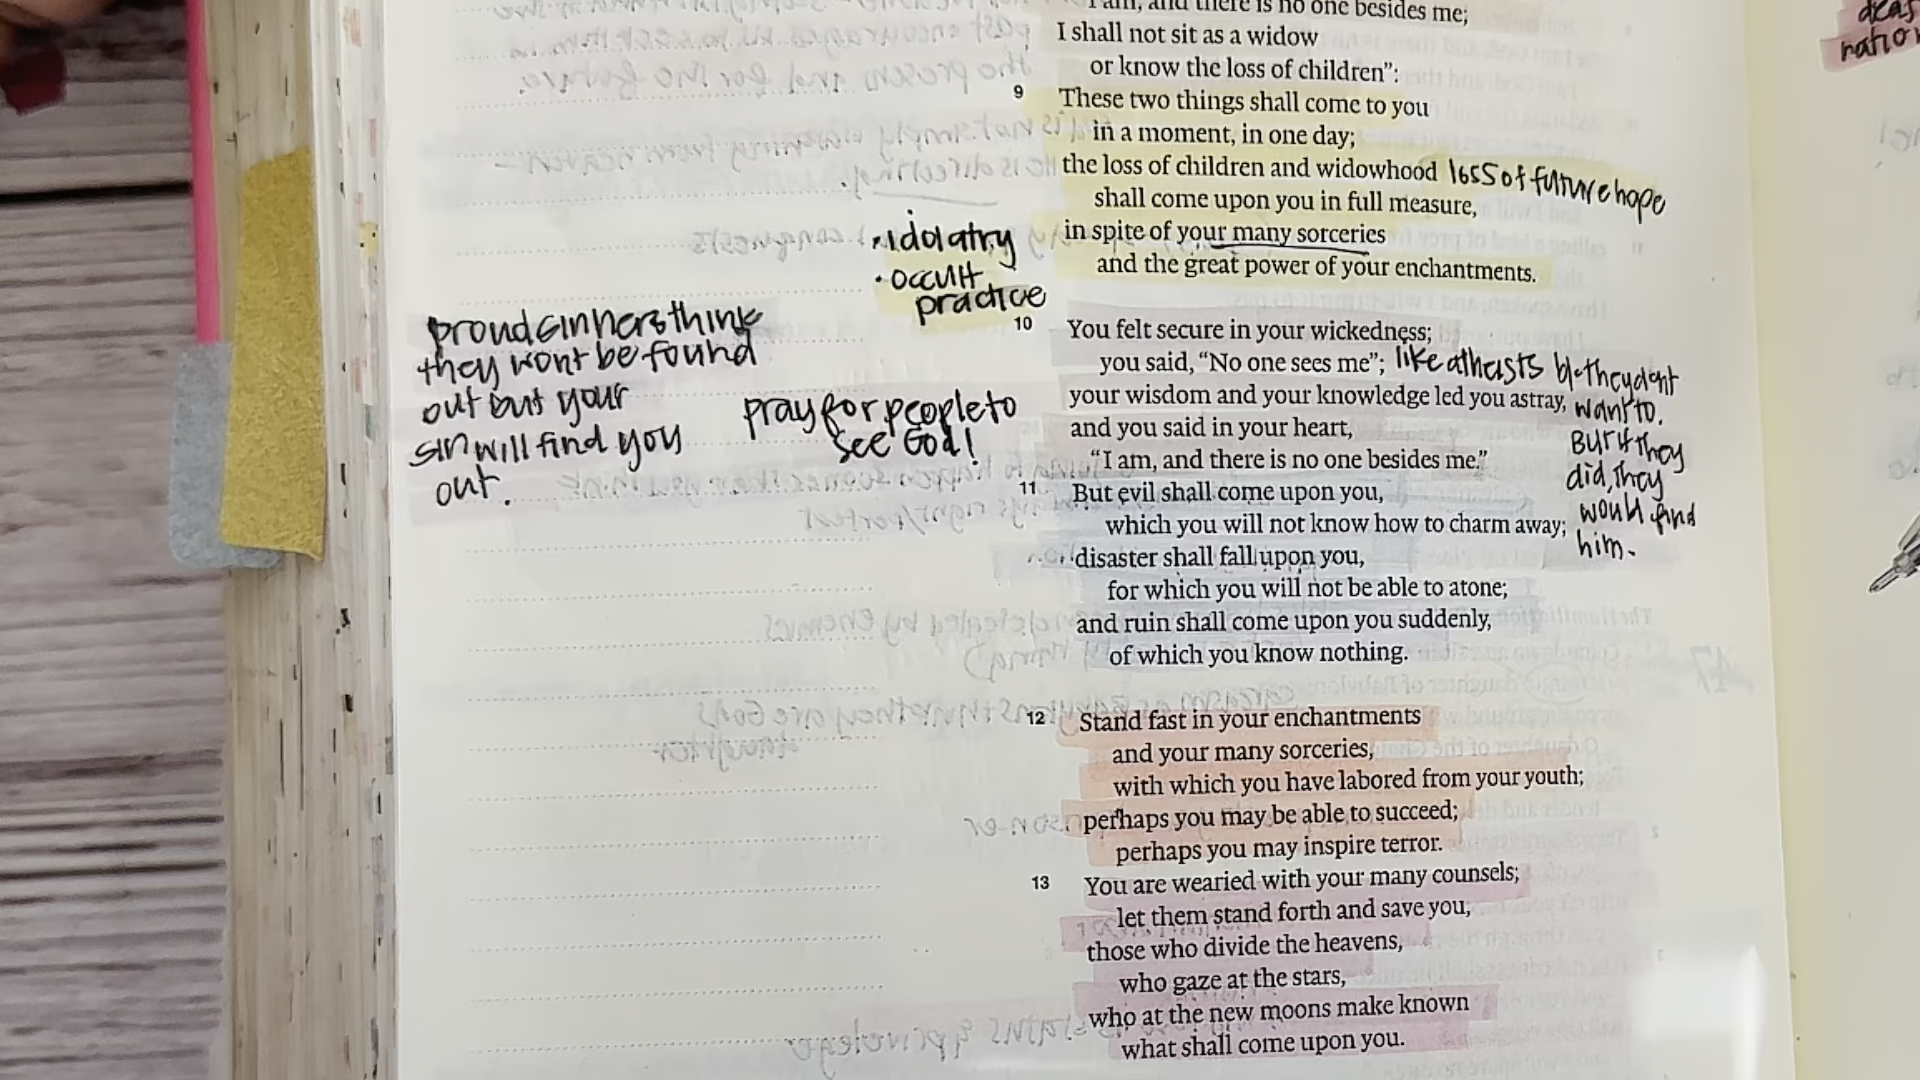 I am, and there is no one besides me;
I shall not sit as a widow
or know the loss of children”:
9 These two things shall come to you
in a moment, in one day;
the loss of children and widowhood loss of future hope
shall come upon you in full measure,
in spite of your many sorceries
and the great power of your enchantments.
• idolatry
• occult
practice
10 You felt secure in your wickedness;
you said, “No one sees me”;
your wisdom and your knowledge led you astray,
and you said in your heart,
“I am, and there is no one besides me.”
like atheists b/c they dont
want to.
But if they
did, they
would find
him.
proud sinners think
they wont be found
out but your
sin will find you
out.
pray for people to
see God!
11 But evil shall come upon you,
which you will not know how to charm away;
disaster shall fall upon you,
for which you will not be able to atone;
and ruin shall come upon you suddenly,
of which you know nothing.
12 Stand fast in your enchantments
and your many sorceries,
with which you have labored from your youth;
perhaps you may be able to succeed;
perhaps you may inspire terror.
13 You are wearied with your many counsels;
let them stand forth and save you,
those who divide the heavens,
who gaze at the stars,
who at the new moons make known
what shall come upon you.